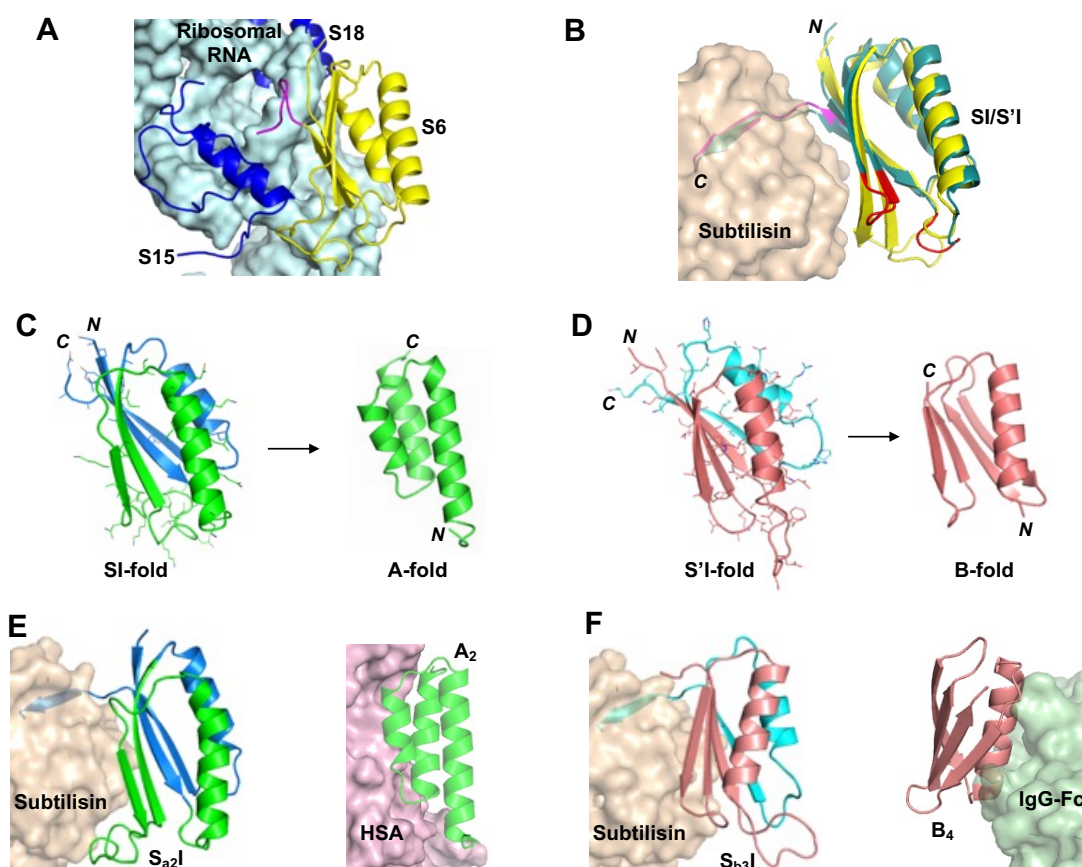 A
Ribosomal
RNA
S18
S6
S15
B
N
SI/S'I
C
Subtilisin
C
C
N
SI-fold
C
N
A-fold
D
N
C
S'I-fold
C
N
B-fold
E
Subtilisin
Sa2I
A2
HSA
F
Subtilisin
Sb3I
B4
IgG-Fc